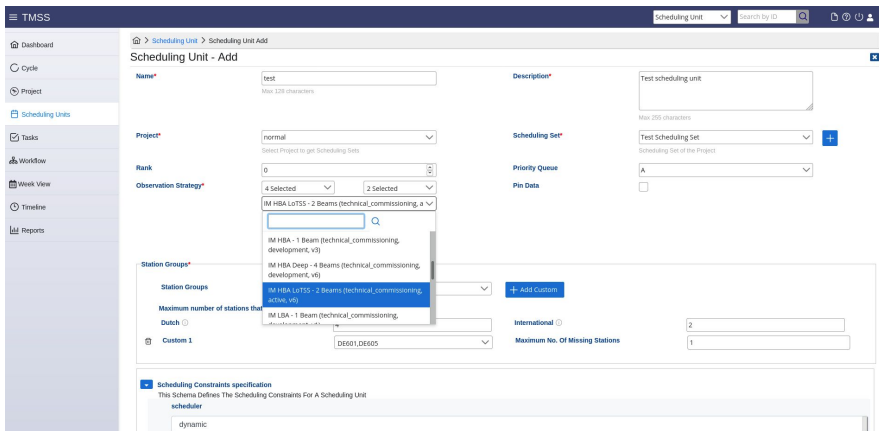 TMSS
Scheduling Unit
Search by ID
Dashboard
Cycle
Project
Scheduling Units
Tasks
Workflow
Week View
Timeline
Reports
Scheduling Unit Scheduling Unit Add
Scheduling Unit - Add
Name*
test
Max 128 characters
Description*
Test scheduling unit
Max 255 characters
Project*
normal
Select Project to get Scheduling Sets
Scheduling Set*
Test Scheduling Set
Scheduling Set of the Project
Rank
0
Priority Queue
A
Observation Strategy*
4 Selected
2 Selected
Pin Data
IM HBA LoTSS - 2 Beams (technical_commissioning, a
IM HBA - 1 Beam (technical_commissioning,
development, v3)
IM HBA Deep - 4 Beams (technical_commissioning,
development, v6)
IM HBA LoTSS - 2 Beams (technical_commissioning,
active, v6)
IM LBA - 1 Beam (technical_commissioning,
Station Groups*
Station Groups
Add Custom
Maximum number of stations that
Dutch
4
International
2
Custom 1
DE601,DE605
Maximum No. Of Missing Stations
1
Scheduling Constraints specification
This Schema Defines The Scheduling Constraints For A Scheduling Unit
scheduler
dynamic